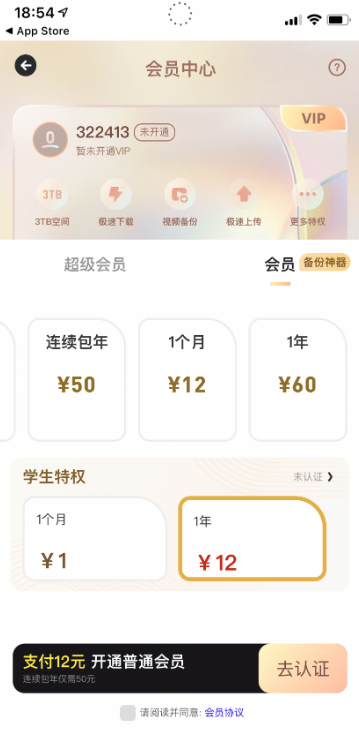 18:54
◀ App Store
会员中心
?
VIP
322413 未开通
暂未开通VIP
3TB
3TB空间 极速下载 视频备份 极速上传 更多特权
超级会员 会员 备份神器
连续包年 1个月 1年
¥50 ¥12 ¥60
学生特权 未认证 》
1个月 1年
¥1 ¥12
支付12元 开通普通会员 去认证
连续包年仅需50元
请阅读并同意: 会员协议